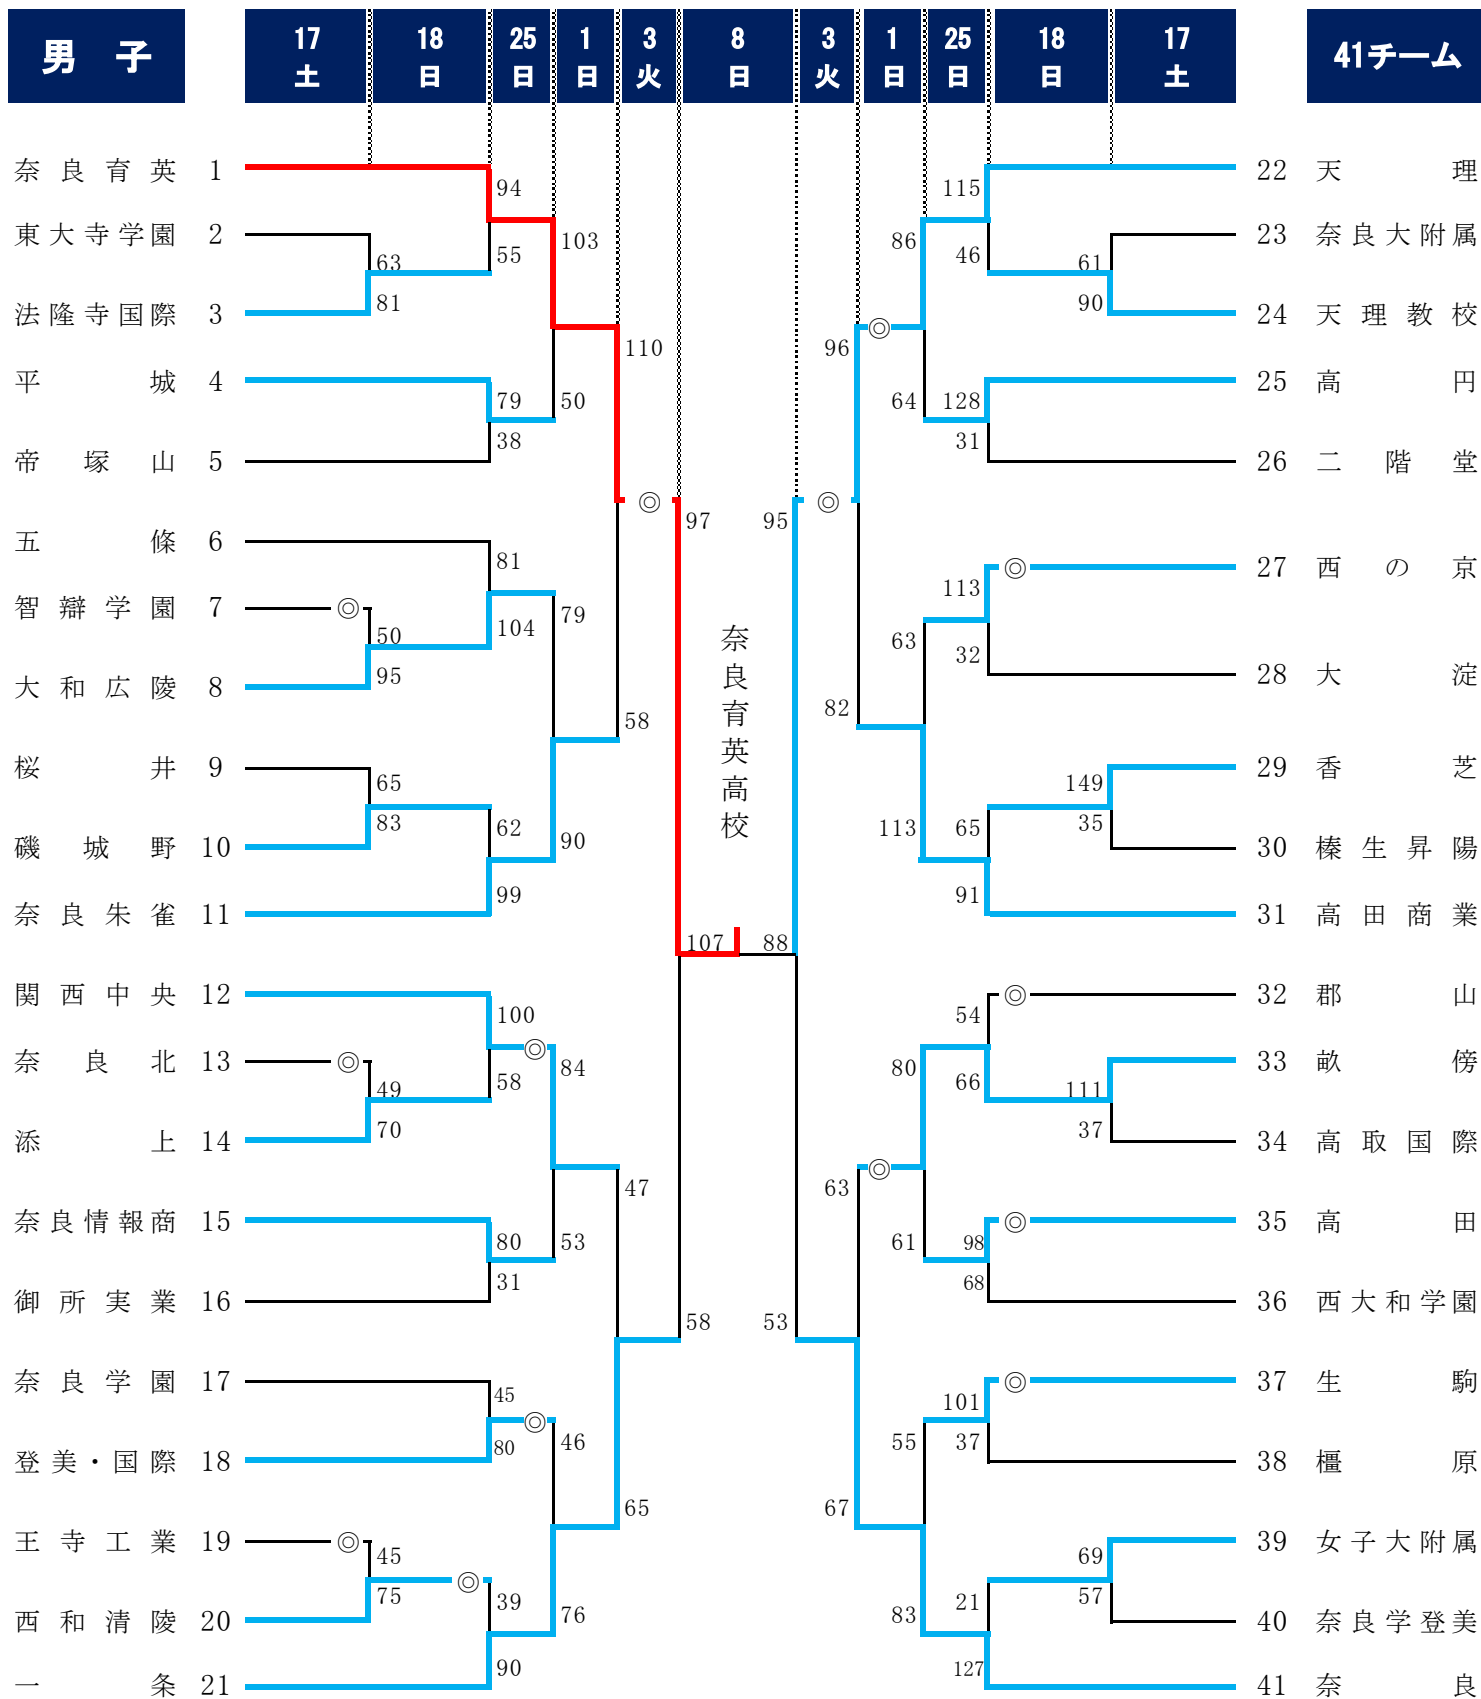 男子 17土 18日 25日 1日 3火 8日 3火 1日 25日 18日 17土 41チーム
奈良育英 1 94 115 22 天理
東大寺学園 2 63 55 103 86 46 61 23 奈良大附属
法隆寺国際 3 81 90 24 天理教校
◎
110 96
平城 4 79 50 64 128 25 高円
帝塚山 5 38 31 26 二階堂
◎ ◎
97 95
五條 6 81 113 ◎ 27 西の京
智辯学園 7 ◎ 50 104 79 63 32
大和広陵 8 95 28 大淀
58 82
奈良育英高校
桜井 9 65 149 29 香芝
磯城野 10 83 62 90 113 65 35 30 榛生昇陽
奈良朱雀 11 99 91 31 高田商業
107 88
関西中央 12 100 54 ◎ 32 郡山
奈良北 13 ◎ 49 58 ◎ 84 80 66 111 33 畝傍
添上 14 70 37 34 高取国際
◎
47 63
奈良情報商 15 80 53 61 98 ◎ 35 高田
御所実業 16 31 68 36 西大和学園
58 53
奈良学園 17 45 101 ◎ 37 生駒
登美・国際 18 80 ◎ 46 55 37 38 橿原
65 67
王寺工業 19 ◎ 45 69 39 女子大附属
西和清陵 20 75 ◎ 39 76 83 21 57 40 奈良学登美
一条 21 90 127 41 奈良